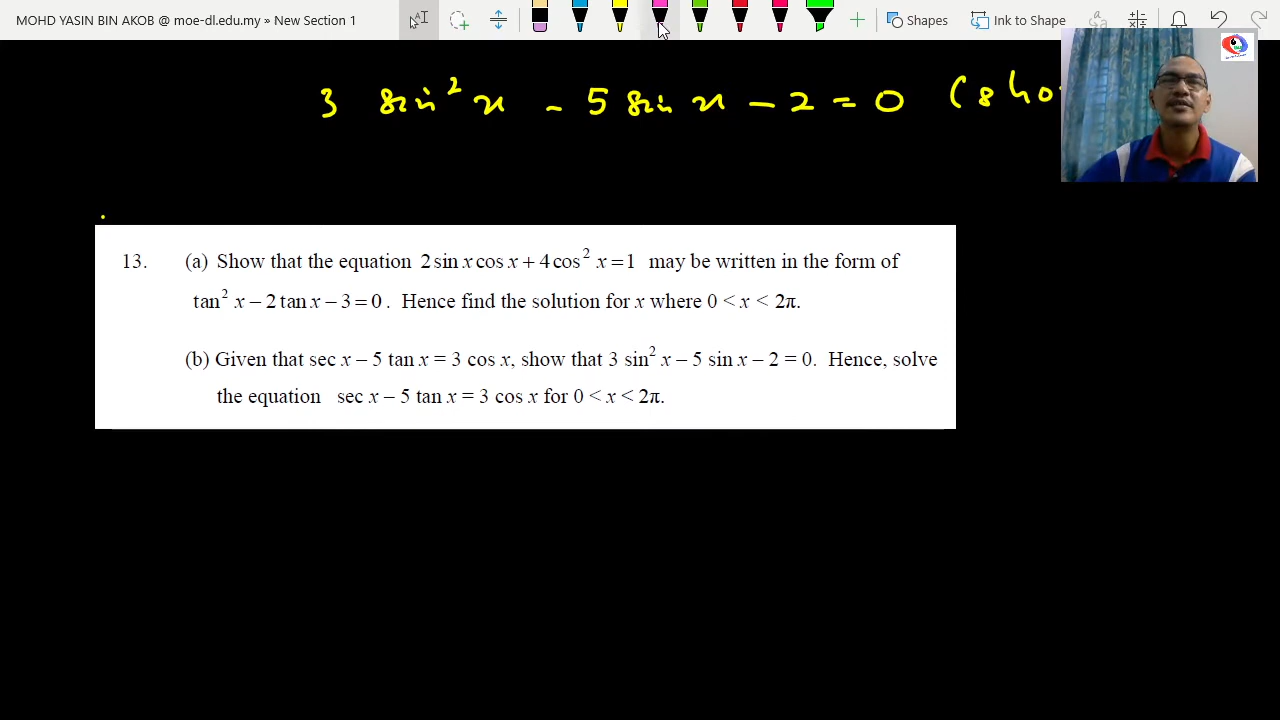 MOHD YASIN BIN AKOB @ moe-dl.edu.my » New Section 1
Shapes
Ink to Shape
3 sin² x - 5 sin x - 2 = 0 (sho
13. (a) Show that the equation 2 sin x cos x + 4 cos² x = 1 may be written in the form of
tan² x − 2 tan x − 3 = 0 . Hence find the solution for x where 0 < x < 2π.
(b) Given that sec x − 5 tan x = 3 cos x, show that 3 sin² x − 5 sin x − 2 = 0. Hence, solve
the equation sec x − 5 tan x = 3 cos x for 0 < x < 2π.